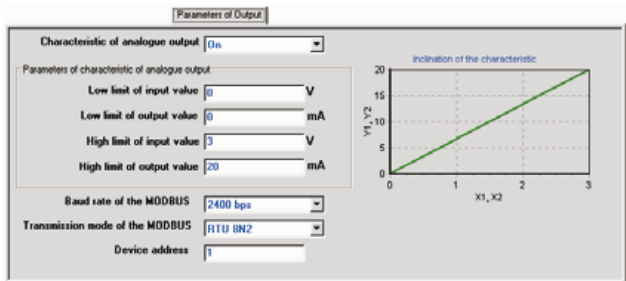 Parameters of Output
Characteristic of analogue output On
Parameters of characteristic of analogue output
Low limit of input value 0 V
Low limit of output value 0 mA
High limit of input value 3 V
High limit of output value 20 mA
Baud rate of the MODBUS 2400 bps
Transmission mode of the MODBUS RTU 8N2
Device address 1
Inclination of the characteristic
20
15
10
5
0
Y1, Y2
0 1 2 3
X1, X2